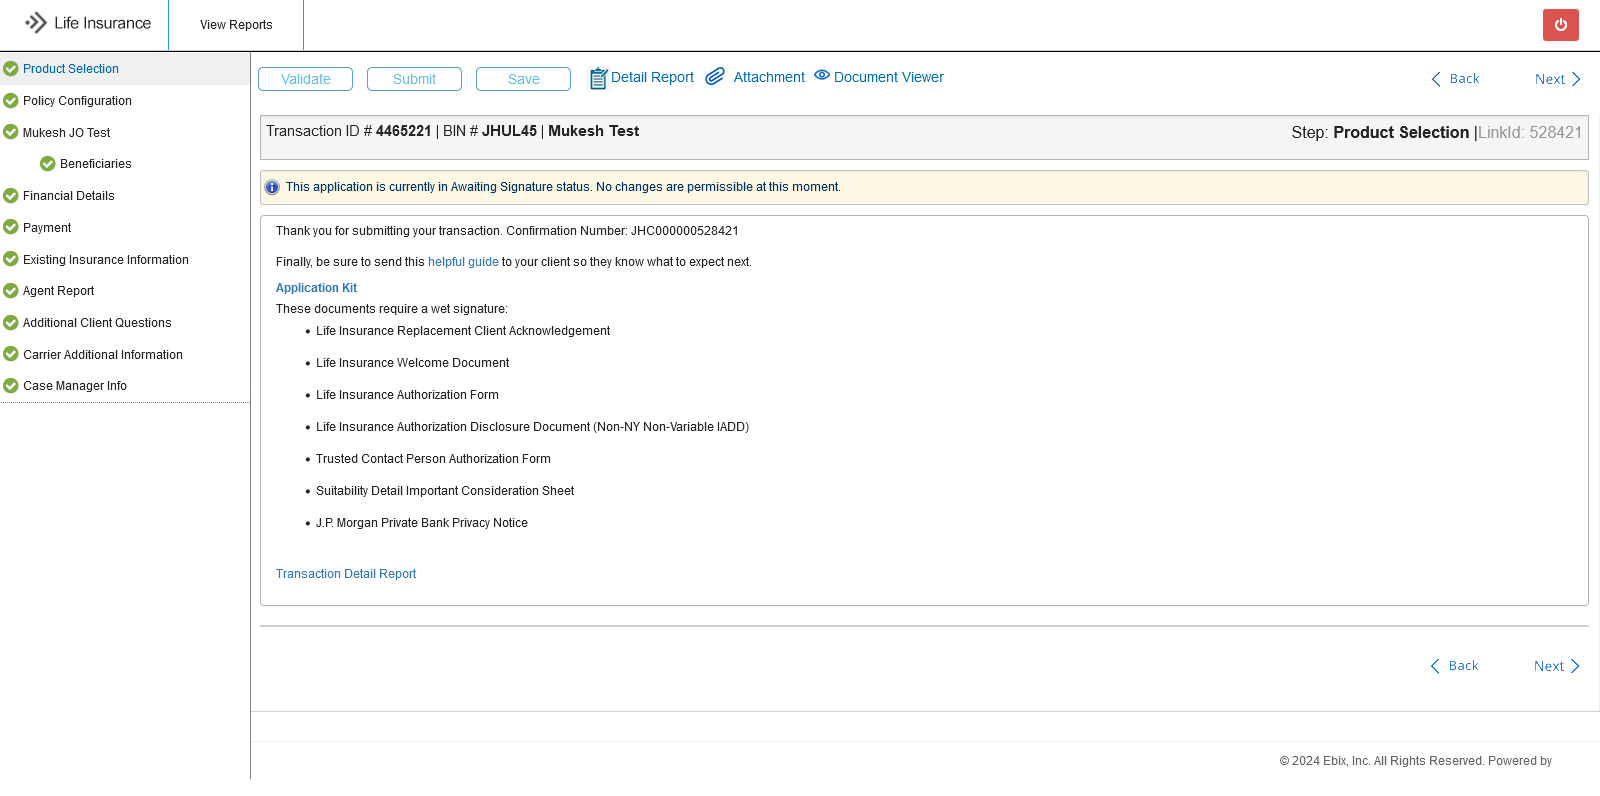 Life Insurance
View Reports
Product Selection
Policy Configuration
Mukesh JO Test
Beneficiaries
Financial Details
Payment
Existing Insurance Information
Agent Report
Additional Client Questions
Carrier Additional Information
Case Manager Info
Validate
Submit
Save
Detail Report
Attachment
Document Viewer
Back
Next
Transaction ID # 4465221 | BIN # JHUL45 | Mukesh Test
Step: Product Selection |LinkId: 528421
This application is currently in Awaiting Signature status. No changes are permissible at this moment.
Thank you for submitting your transaction. Confirmation Number: JHC000000528421
Finally, be sure to send this helpful guide to your client so they know what to expect next.
Application Kit
These documents require a wet signature:
• Life Insurance Replacement Client Acknowledgement
• Life Insurance Welcome Document
• Life Insurance Authorization Form
• Life Insurance Authorization Disclosure Document (Non-NY Non-Variable IADD)
• Trusted Contact Person Authorization Form
• Suitability Detail Important Consideration Sheet
• J.P. Morgan Private Bank Privacy Notice
Transaction Detail Report
Back
Next
© 2024 Ebix, Inc. All Rights Reserved. Powered by